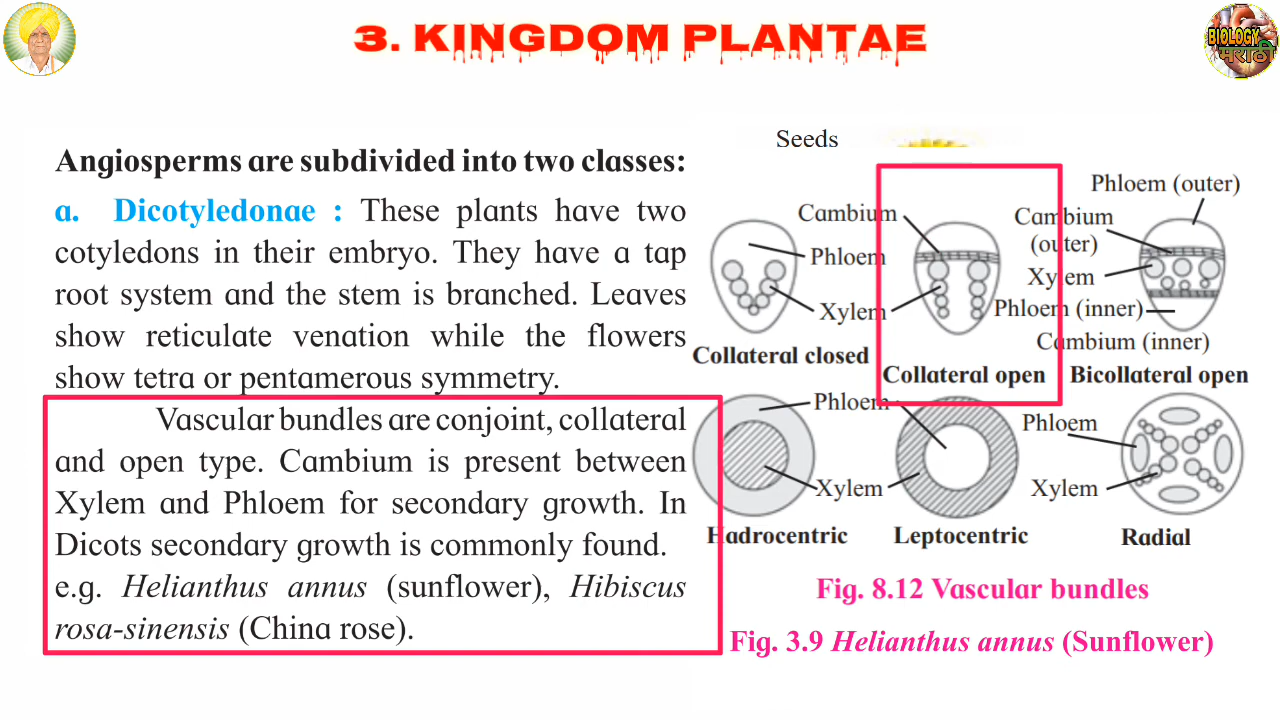 3. KINGDOM PLANTAE
BIOLOGY
मराठी
Angiosperms are subdivided into two classes:
a. Dicotyledonae : These plants have two
cotyledons in their embryo. They have a tap
root system and the stem is branched. Leaves
show reticulate venation while the flowers
show tetra or pentamerous symmetry.
Vascular bundles are conjoint, collateral
and open type. Cambium is present between
Xylem and Phloem for secondary growth. In
Dicots secondary growth is commonly found.
e.g. Helianthus annus (sunflower), Hibiscus
rosa-sinensis (China rose).
Seeds
Cambium
Phloem
Xylem
Collateral closed
Collateral open
Phloem (outer)
Cambium
(outer)
Xylem
Phloem (inner)
Cambium (inner)
Bicollateral open
Phloem
Xylem
Hadrocentric
Leptocentric
Phloem
Xylem
Radial
Fig. 8.12 Vascular bundles
Fig. 3.9 Helianthus annus (Sunflower)